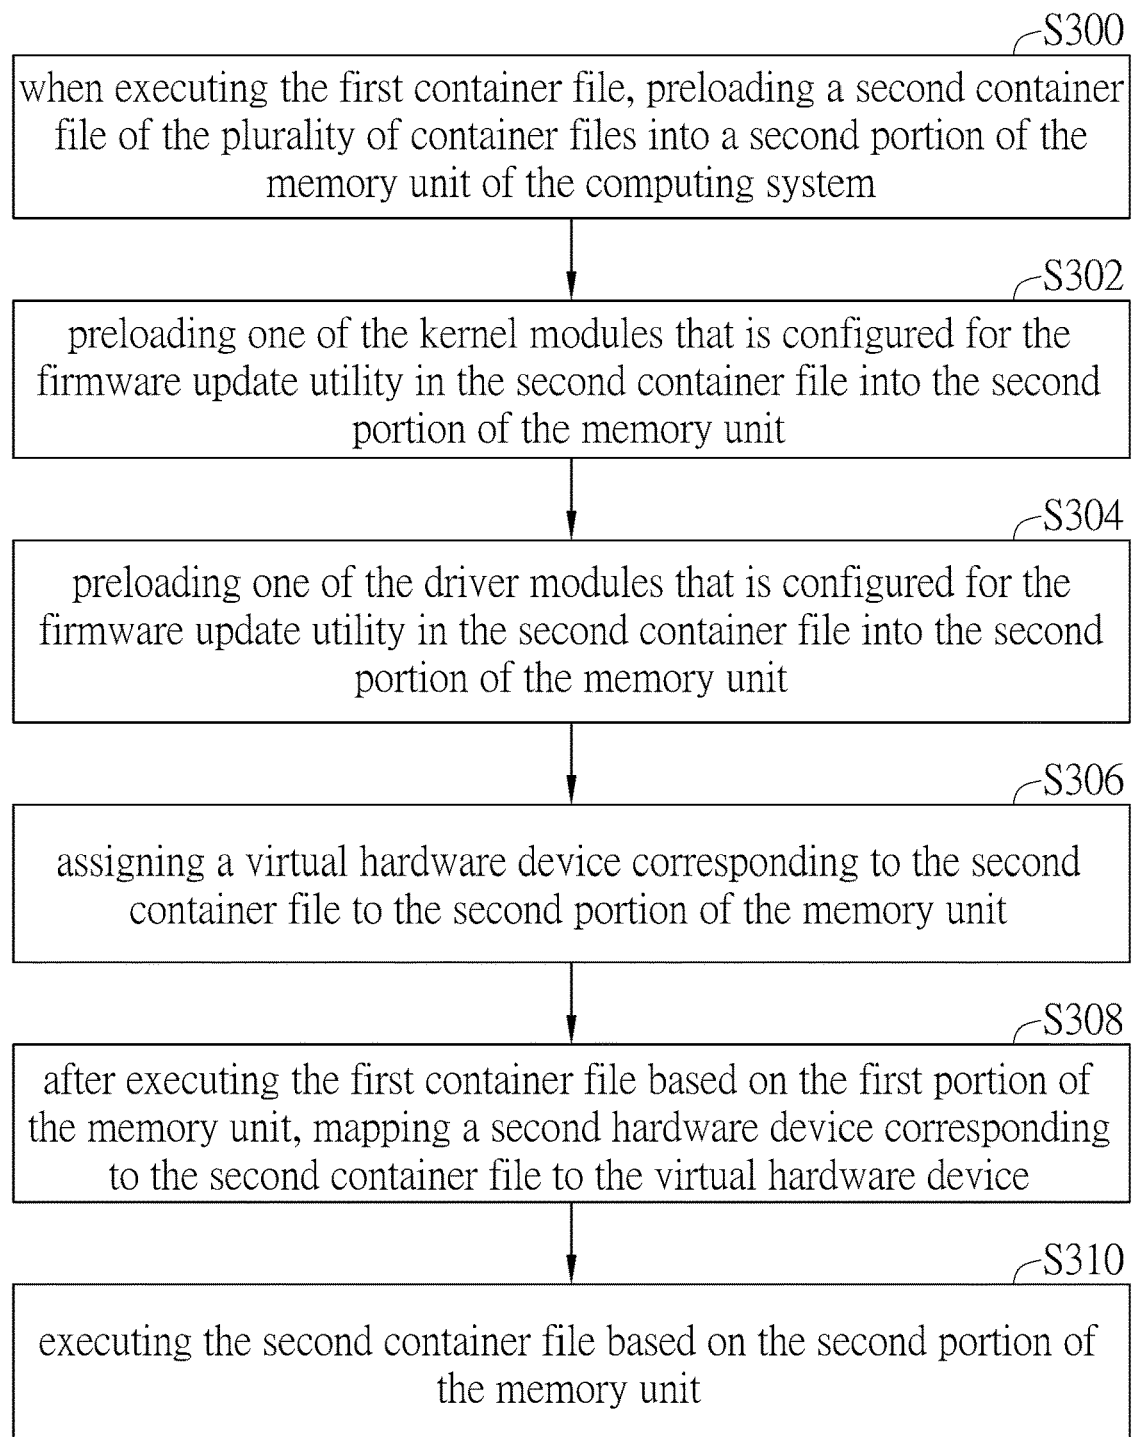 S300
when executing the first container file, preloading a second container
file of the plurality of container files into a second portion of the
memory unit of the computing system
S302
preloading one of the kernel modules that is configured for the
firmware update utility in the second container file into the second
portion of the memory unit
S304
preloading one of the driver modules that is configured for the
firmware update utility in the second container file into the second
portion of the memory unit
S306
assigning a virtual hardware device corresponding to the second
container file to the second portion of the memory unit
S308
after executing the first container file based on the first portion of
the memory unit, mapping a second hardware device corresponding
to the second container file to the virtual hardware device
S310
executing the second container file based on the second portion of
the memory unit